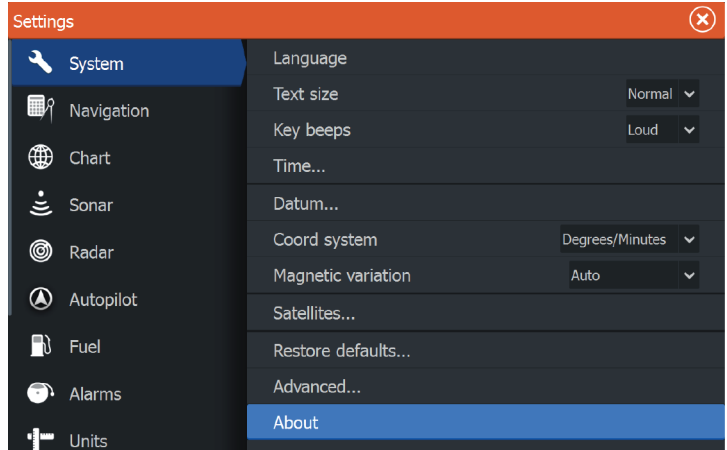 Settings
System
Navigation
Chart
Sonar
Radar
Autopilot
Fuel
Alarms
Units
Language
Text size Normal
Key beeps Loud
Time...
Datum...
Coord system Degrees/Minutes
Magnetic variation Auto
Satellites...
Restore defaults...
Advanced...
About